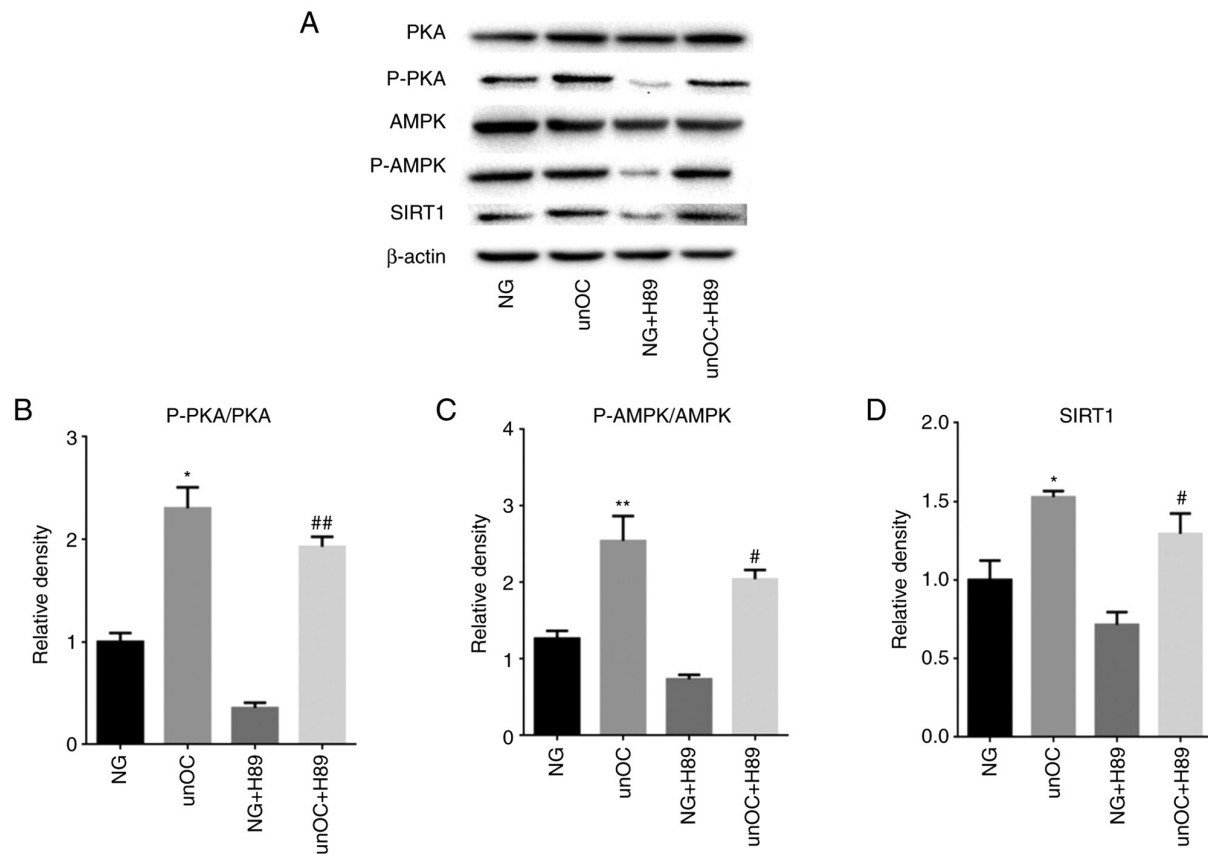 A
PKA
P-PKA
AMPK
P-AMPK
SIRT1
β-actin
NG
unOC
NG+H89
unOC+H89
B
P-PKA/PKA
Relative density
3
2
1
0
*
##
NG
unOC
NG+H89
unOC+H89
C
P-AMPK/AMPK
Relative density
4
3
2
1
0
**
#
NG
unOC
NG+H89
unOC+H89
D
SIRT1
Relative density
2.0
1.5
1.0
0.5
0.0
*
#
NG
unOC
NG+H89
unOC+H89